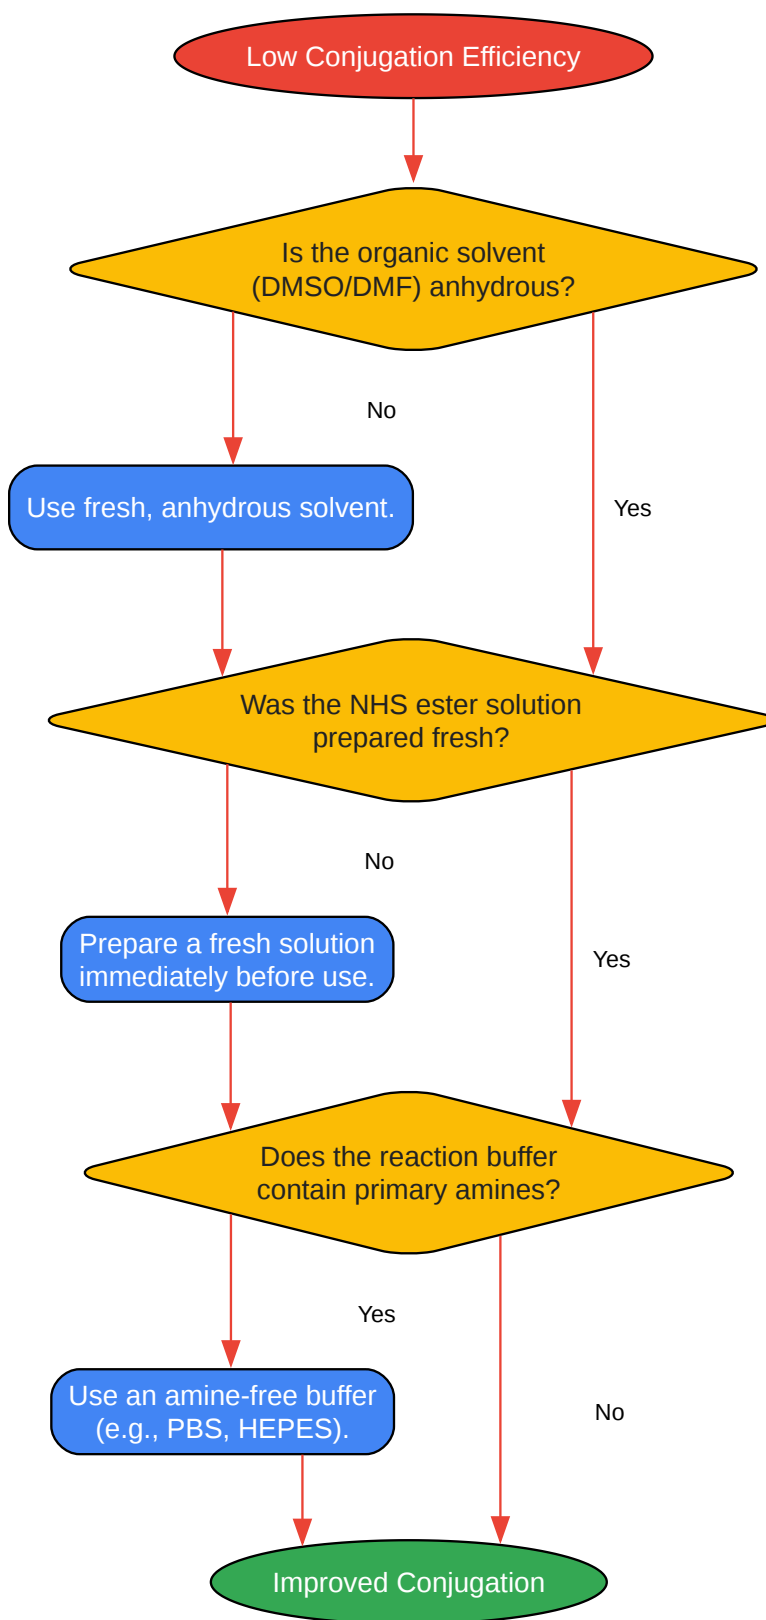 Low Conjugation Efficiency
Is the organic solvent
(DMSO/DMF) anhydrous?
No
Use fresh, anhydrous solvent.
Yes
Was the NHS ester solution
prepared fresh?
No
Prepare a fresh solution
immediately before use.
Yes
Does the reaction buffer
contain primary amines?
Yes
Use an amine-free buffer
(e.g., PBS, HEPES).
No
Improved Conjugation